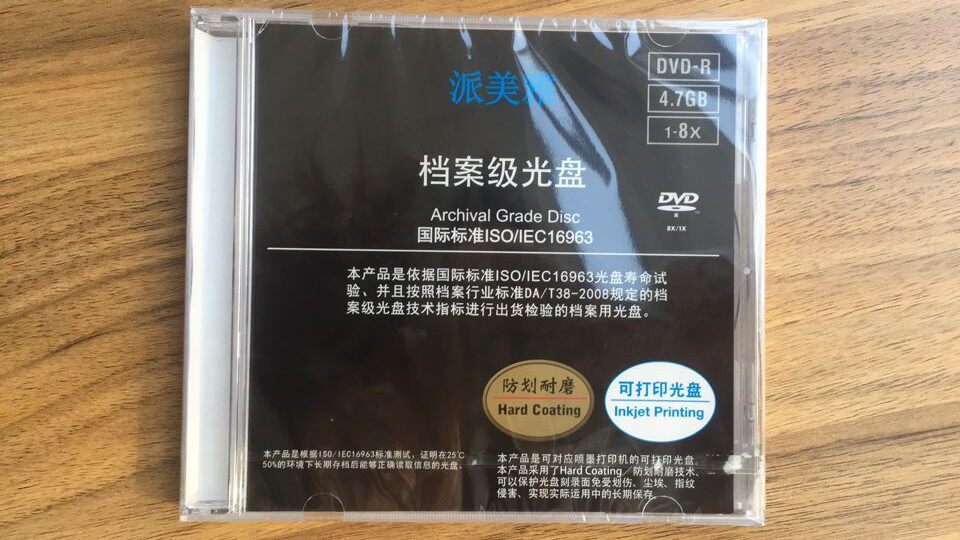 派美雅
DVD-R
4.7GB
1-8X
档案级光盘
Archival Grade Disc
国际标准ISO/IEC16963
DVD
R
8X/1X
本产品是依据国际标准ISO/IEC16963光盘寿命试
验、并且按照档案行业标准DA/T38-2008规定的档
案级光盘技术指标进行出货检验的档案用光盘。
防划耐磨
Hard Coating
可打印光盘
Inkjet Printing
本产品是根据ISO/IEC16963标准测试，证明在25℃
50%的环境下长期存档后能够正确读取信息的光盘。
本产品是可对应喷墨打印机的可打印光盘。
本产品采用了Hard Coating／防划耐磨技术、
可以保护光盘刻录面免受划伤、尘埃、指纹
侵害、实现实际运用中的长期保存。